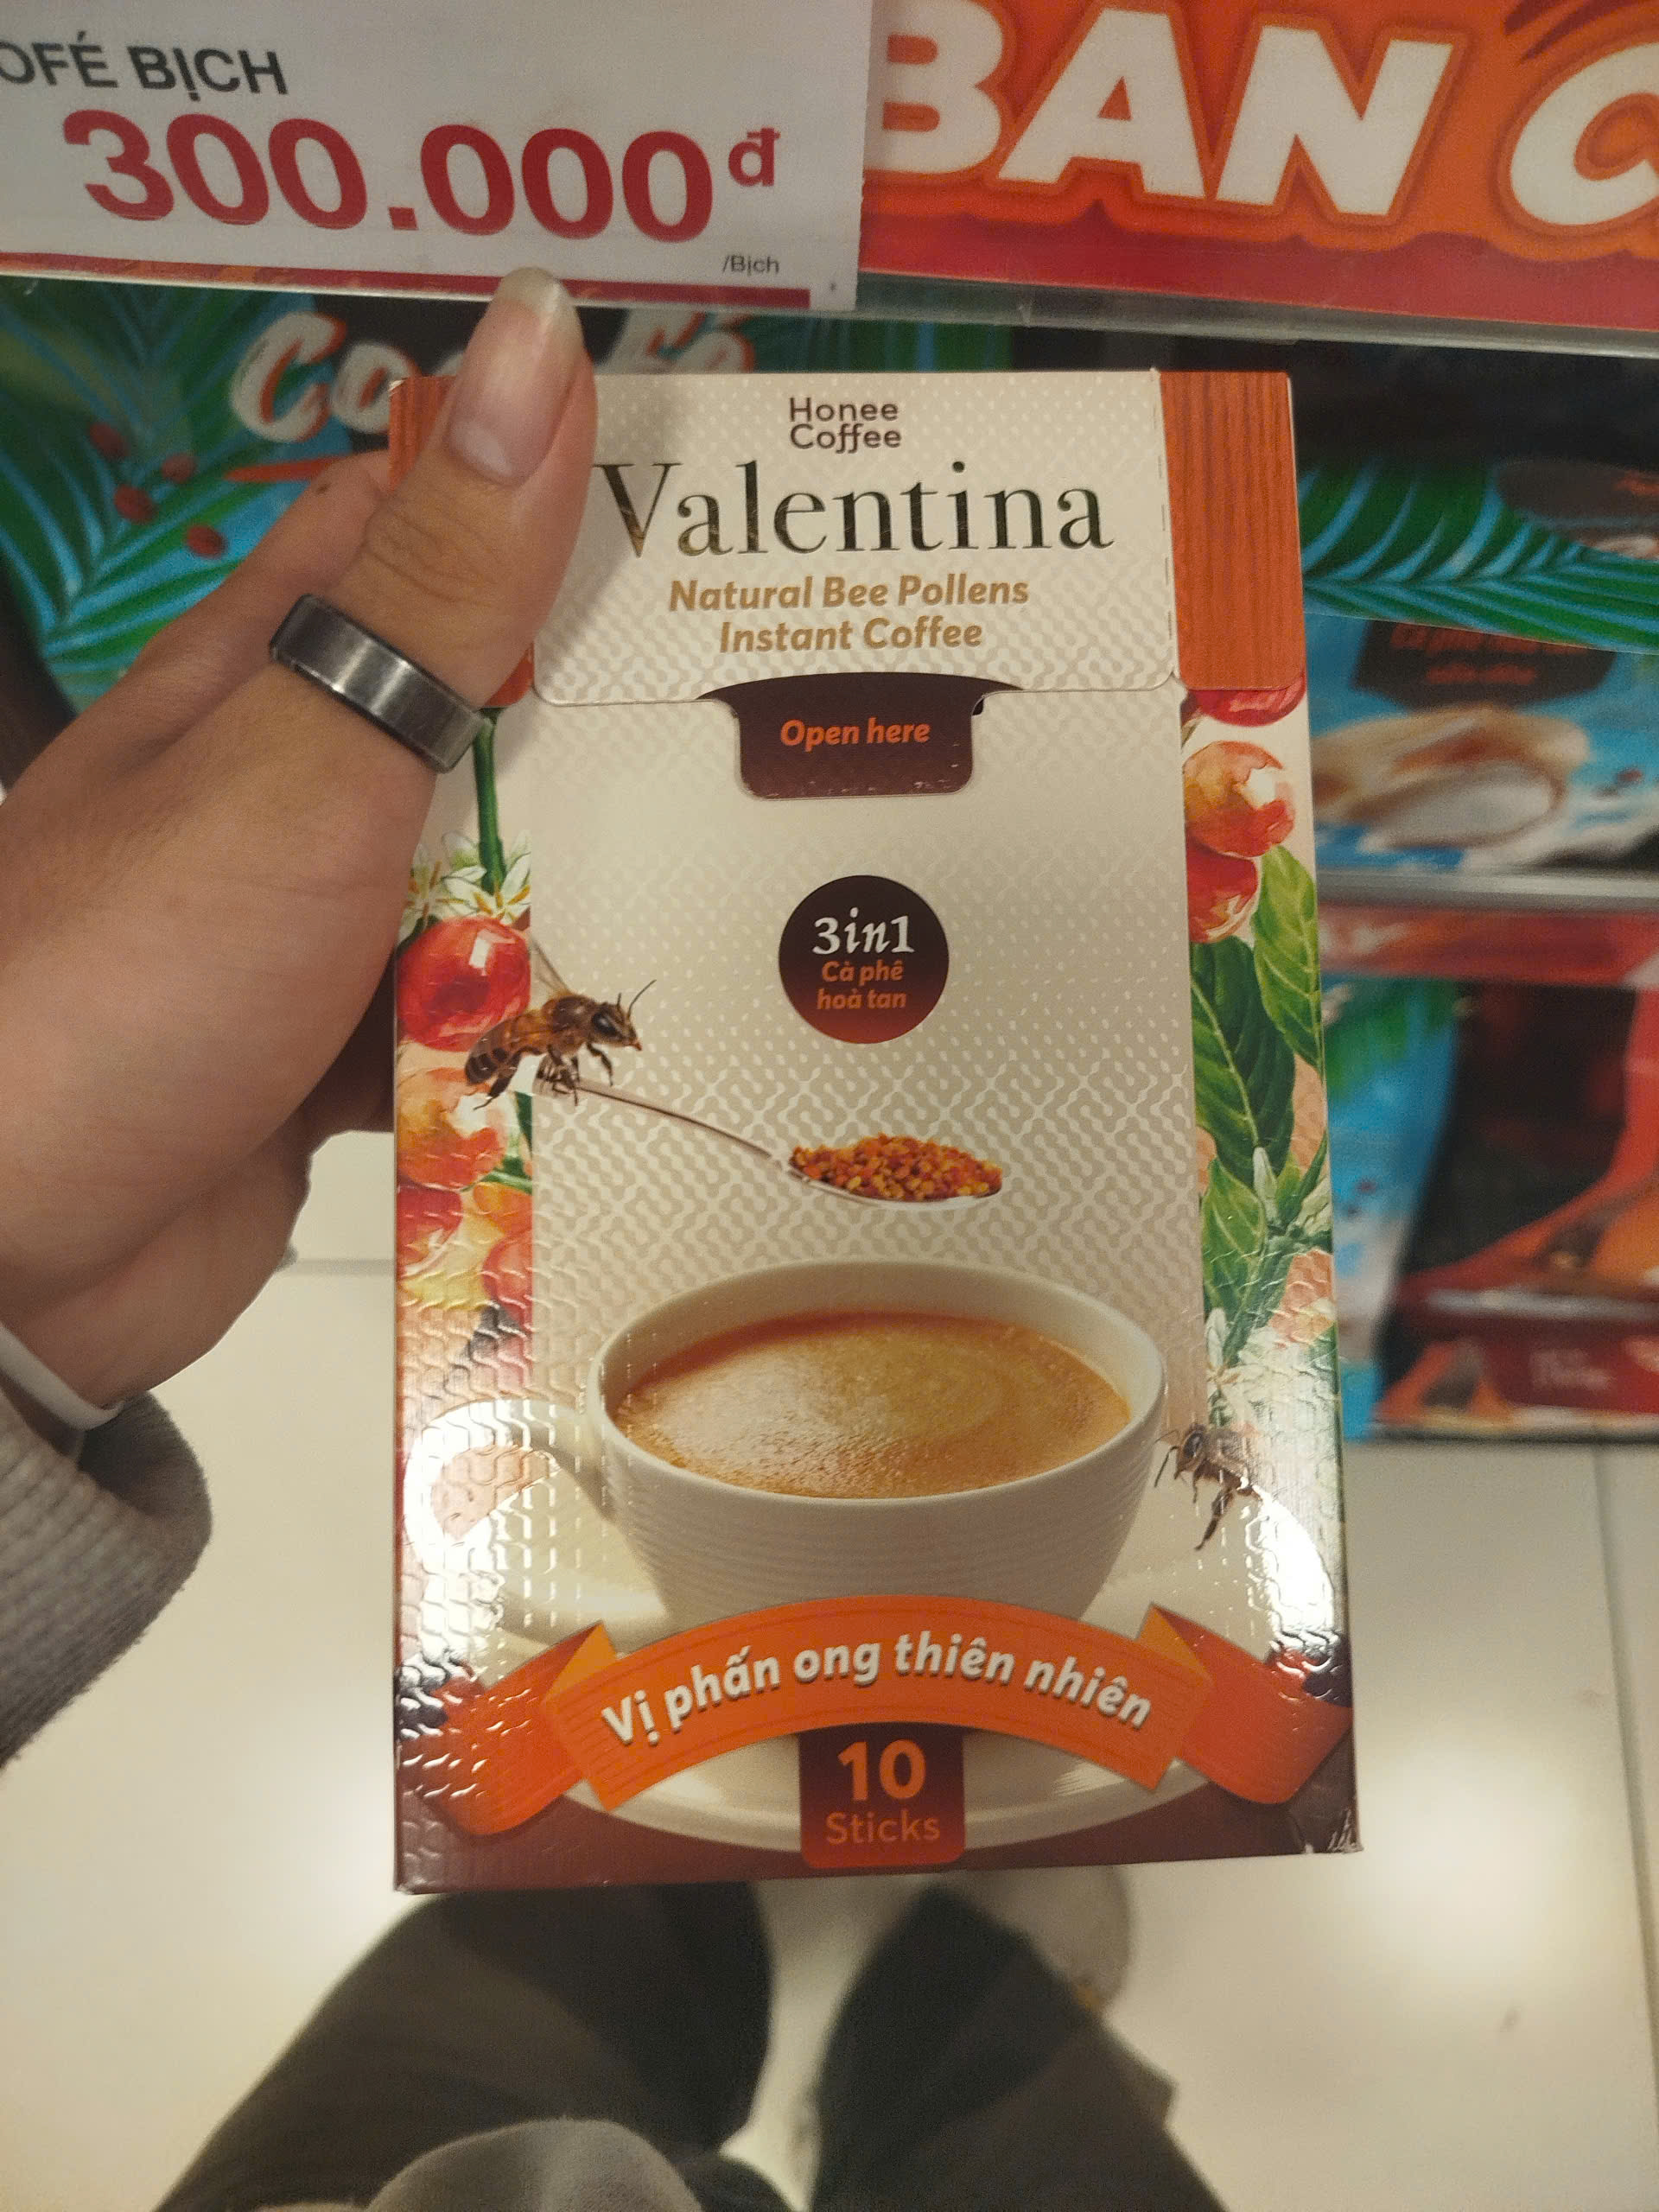 OFÉ BỊCH
300.000đ
/Bịch
BAN C
Honee
Coffee
Valentina
Natural Bee Pollens
Instant Coffee
Open here
3in1
Cà phê
hoà tan
Vị phấn ong thiên nhiên
10
Sticks